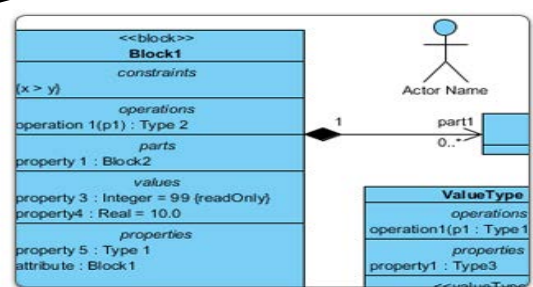 <<block>>
Block1
constraints
{x > y}
operations
operation 1(p1) : Type 2
parts
property 1 : Block2
values
property 3 : Integer = 99 {readOnly}
property4 : Real = 10.0
properties
property 5 : Type 1
attribute : Block1
Actor Name
1
part1
0..*
ValueType
operations
operation1(p1 : Type1
properties
property1 : Type3
<<valueType